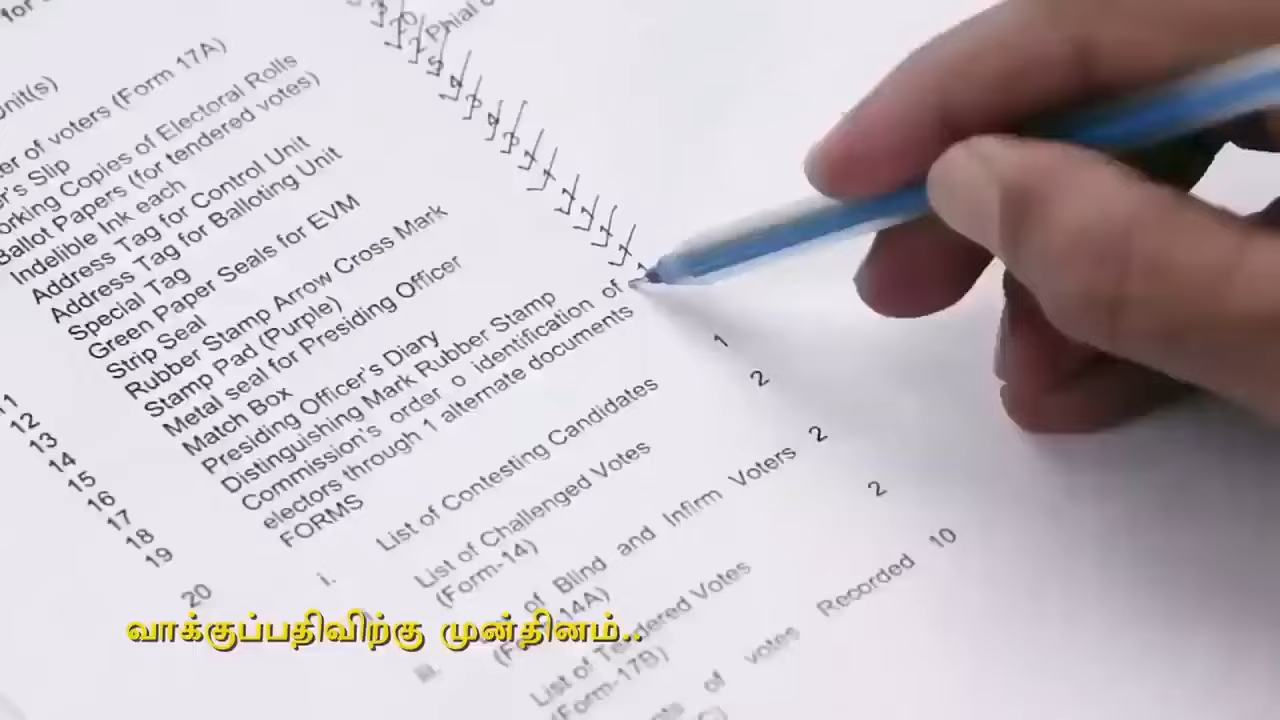 for
Phial
Unit(s)
of voters (Form 17A)
Slip
Working Copies of Electoral Rolls
Ballot Papers (for tendered votes)
Indelible Ink each
Address Tag for Control Unit
Address Tag for Balloting Unit
Special Tag
Green Paper Seals for EVM
11 Strip Seal
12 Rubber Stamp Arrow Cross Mark
13 Stamp Pad (Purple)
14 Metal seal for Presiding Officer
15 Match Box
16 Presiding Officer's Diary
17 Distinguishing Mark Rubber Stamp
18 Commission's order o identification of
19 electors through 1 alternate documents
20 FORMS
i. List of Contesting Candidates 1
List of Challenged Votes 2
(Form-14)
iii. of Blind and Infirm Voters 2
List of Tendered Votes 2
(Form-17B)
of votes Recorded 10
வாக்குப்பதிவிற்கு முன்தினம்..